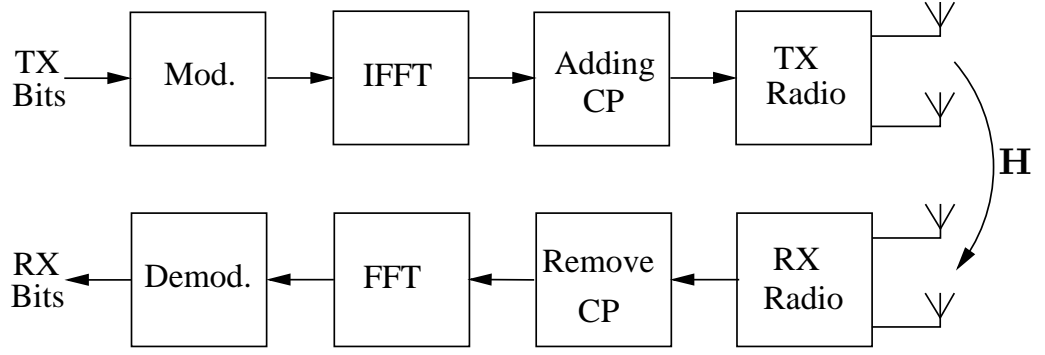 TX
Bits
Mod.
IFFT
Adding
CP
TX
Radio
H
RX
Bits
Demod.
FFT
Remove
CP
RX
Radio